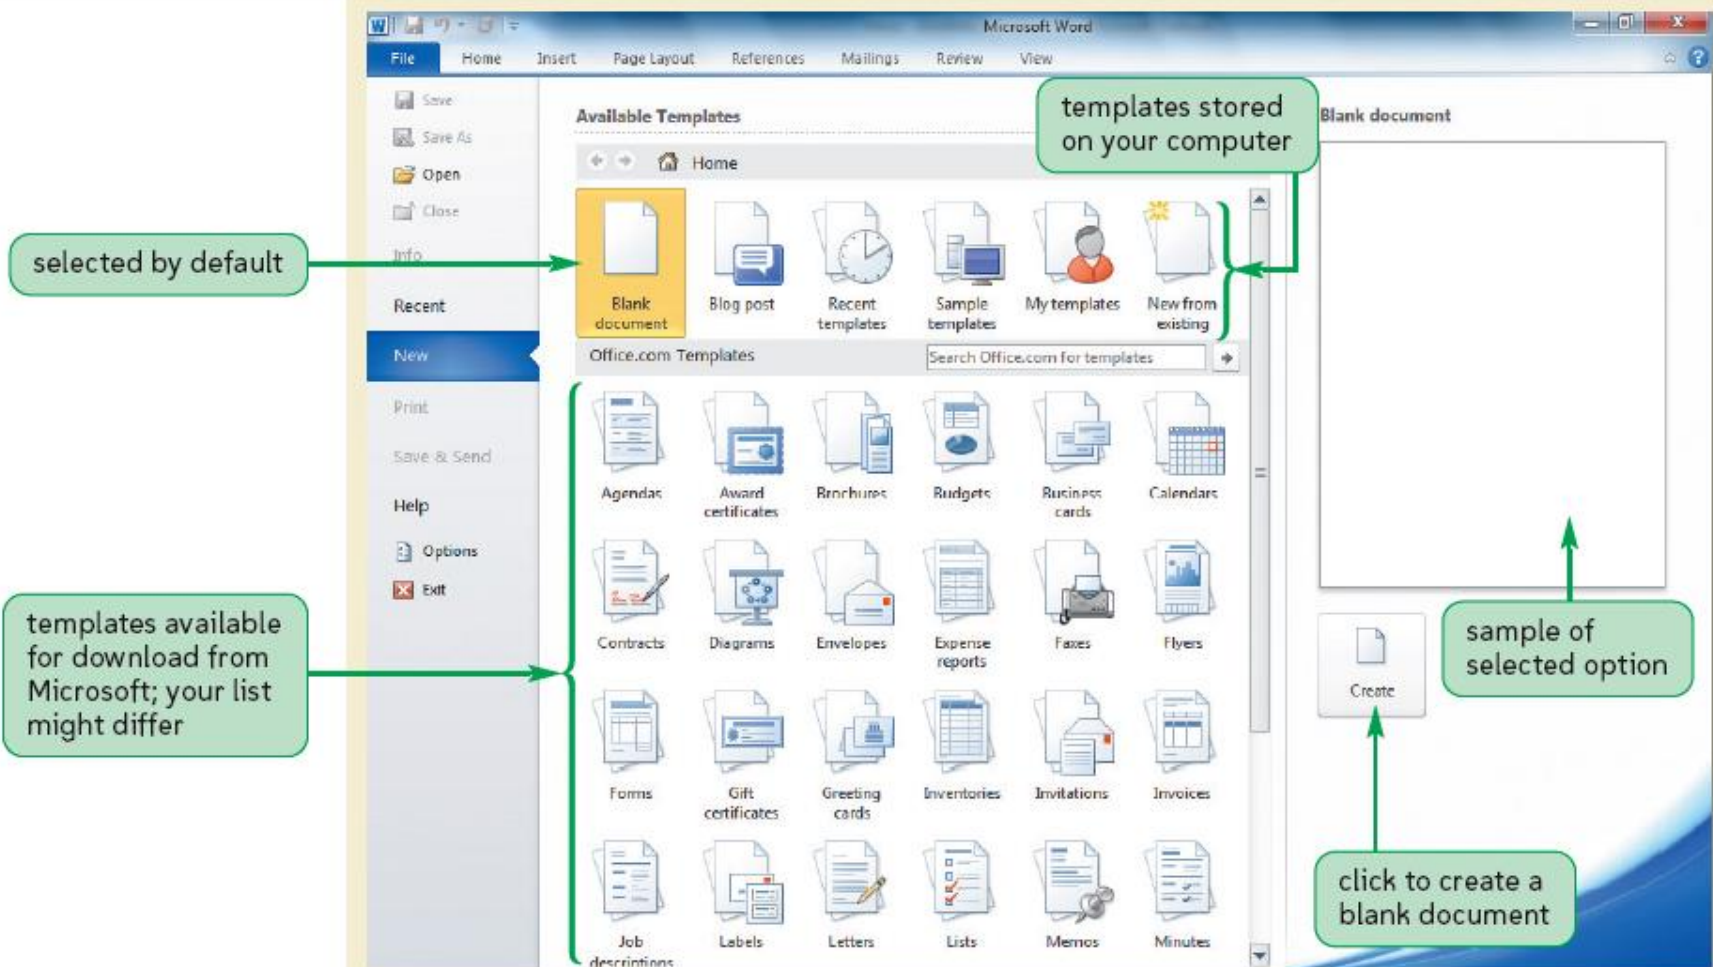 Microsoft Word
File Home Insert Page Layout References Mailings Review View
Save
Save As
Open
Close
Info
Recent
New
Print
Save & Send
Help
Options
Exit
selected by default
templates available
for download from
Microsoft; your list
might differ
Available Templates
Home
templates stored
on your computer
Blank
document
Blog post
Recent
templates
Sample
templates
My templates
New from
existing
Office.com Templates
Search Office.com for templates
Agendas
Award
certificates
Brochures
Budgets
Business
cards
Calendars
Contracts
Diagrams
Envelopes
Expense
reports
Faxes
Flyers
Forms
Gift
certificates
Greeting
cards
Inventories
Invitations
Invoices
Job
descriptions
Labels
Letters
Lists
Memos
Minutes
Blank document
sample of
selected option
Create
click to create a
blank document